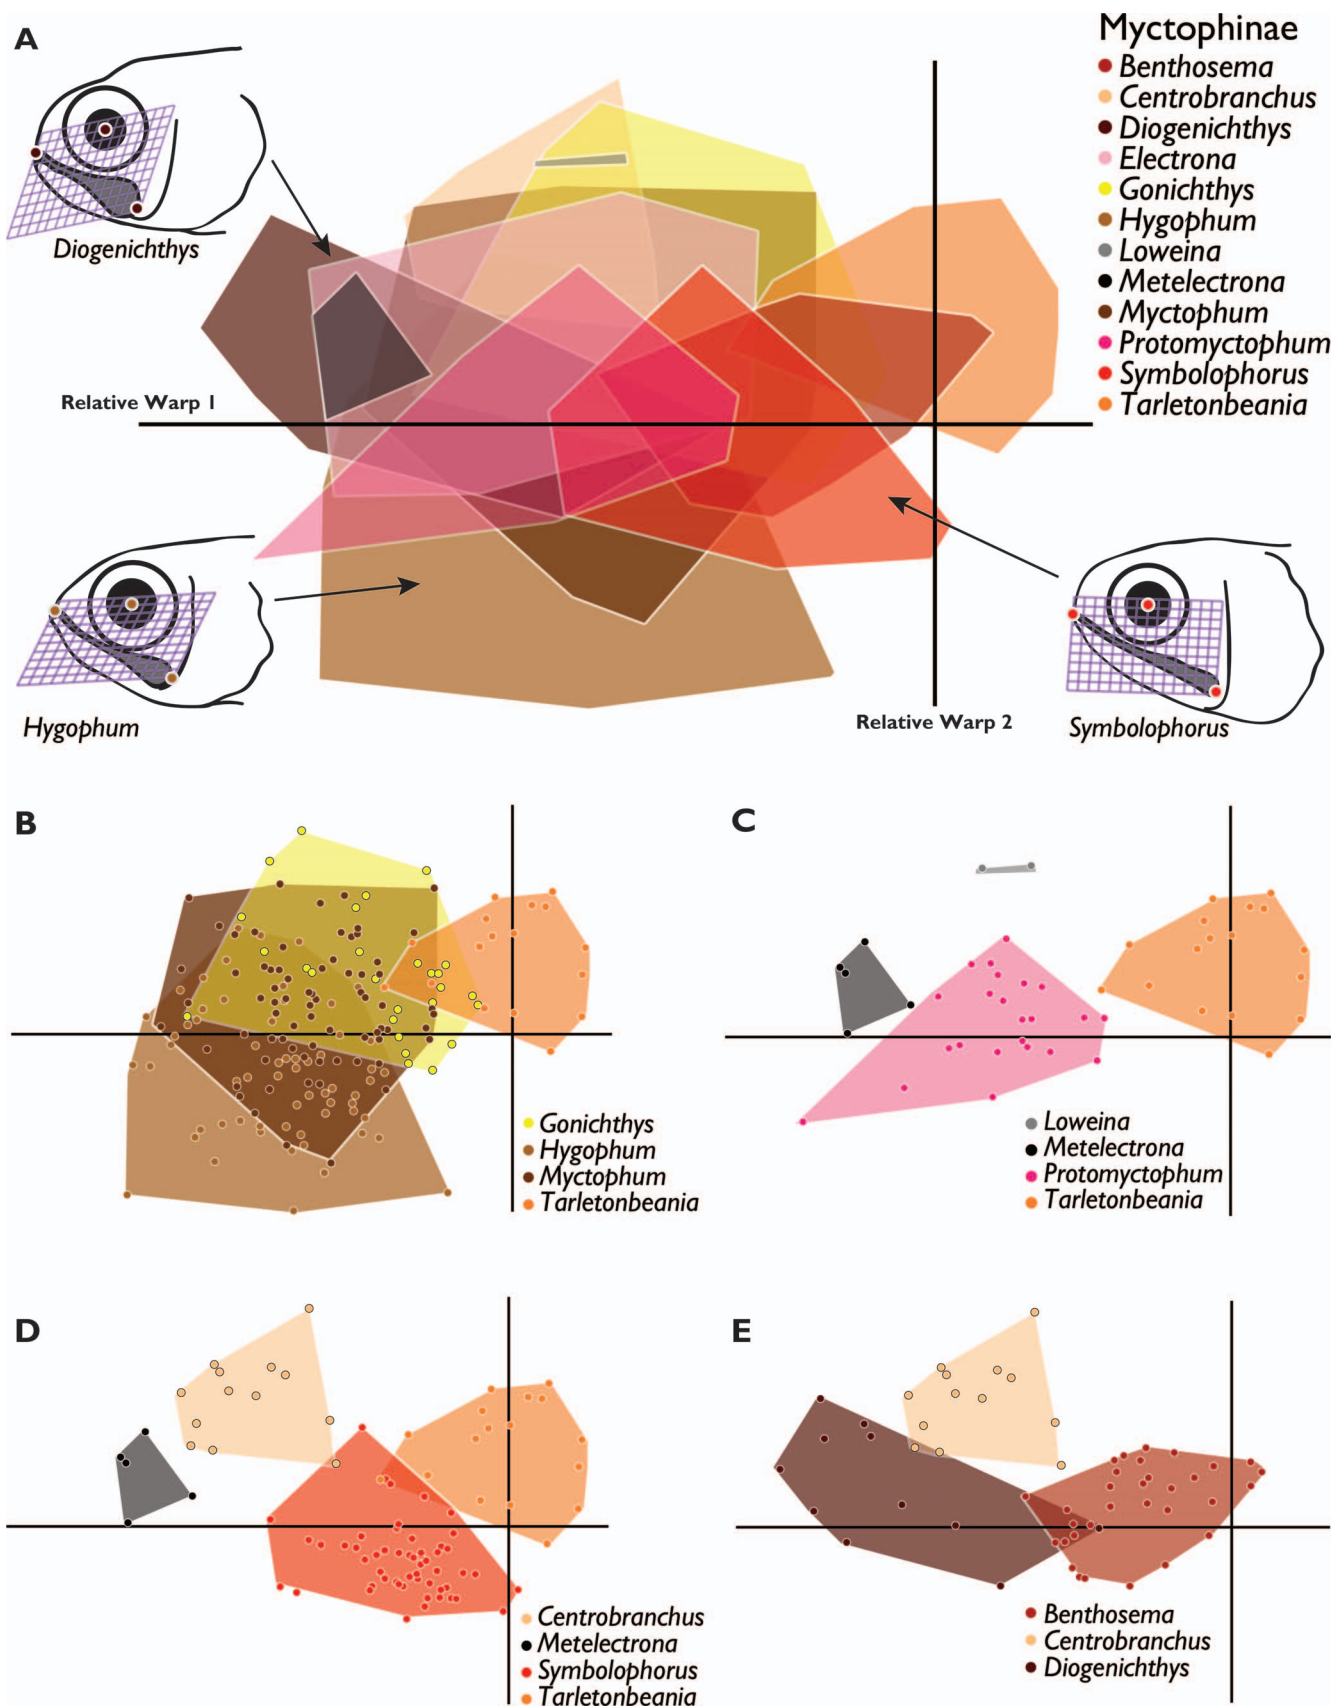 A
Myctophinae
Benthosema
Centrobranchus
Diogenichthys
Electrona
Gonichthys
Hygophum
Loweina
Metelectrona
Myctophum
Protomyctophum
Symbolophorus
Tarletonbeania
Diogenichthys
Relative Warp 1
Hygophum
Relative Warp 2
Symbolophorus
B
Gonichthys
Hygophum
Myctophum
Tarletonbeania
C
Loweina
Metelectrona
Protomyctophum
Tarletonbeania
D
Centrobranchus
Metelectrona
Symbolophorus
Tarletonbeania
E
Benthosema
Centrobranchus
Diogenichthys